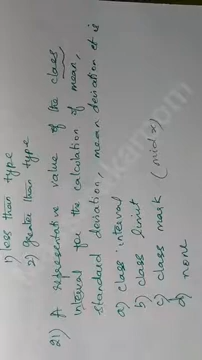 1) less than type
2) greater than type
21) A representative value of the class
interval for the calculation of mean,
standard deviation, mean deviation etc is
a) class interval
b) class limit
c) class mark (mid x)
d) none